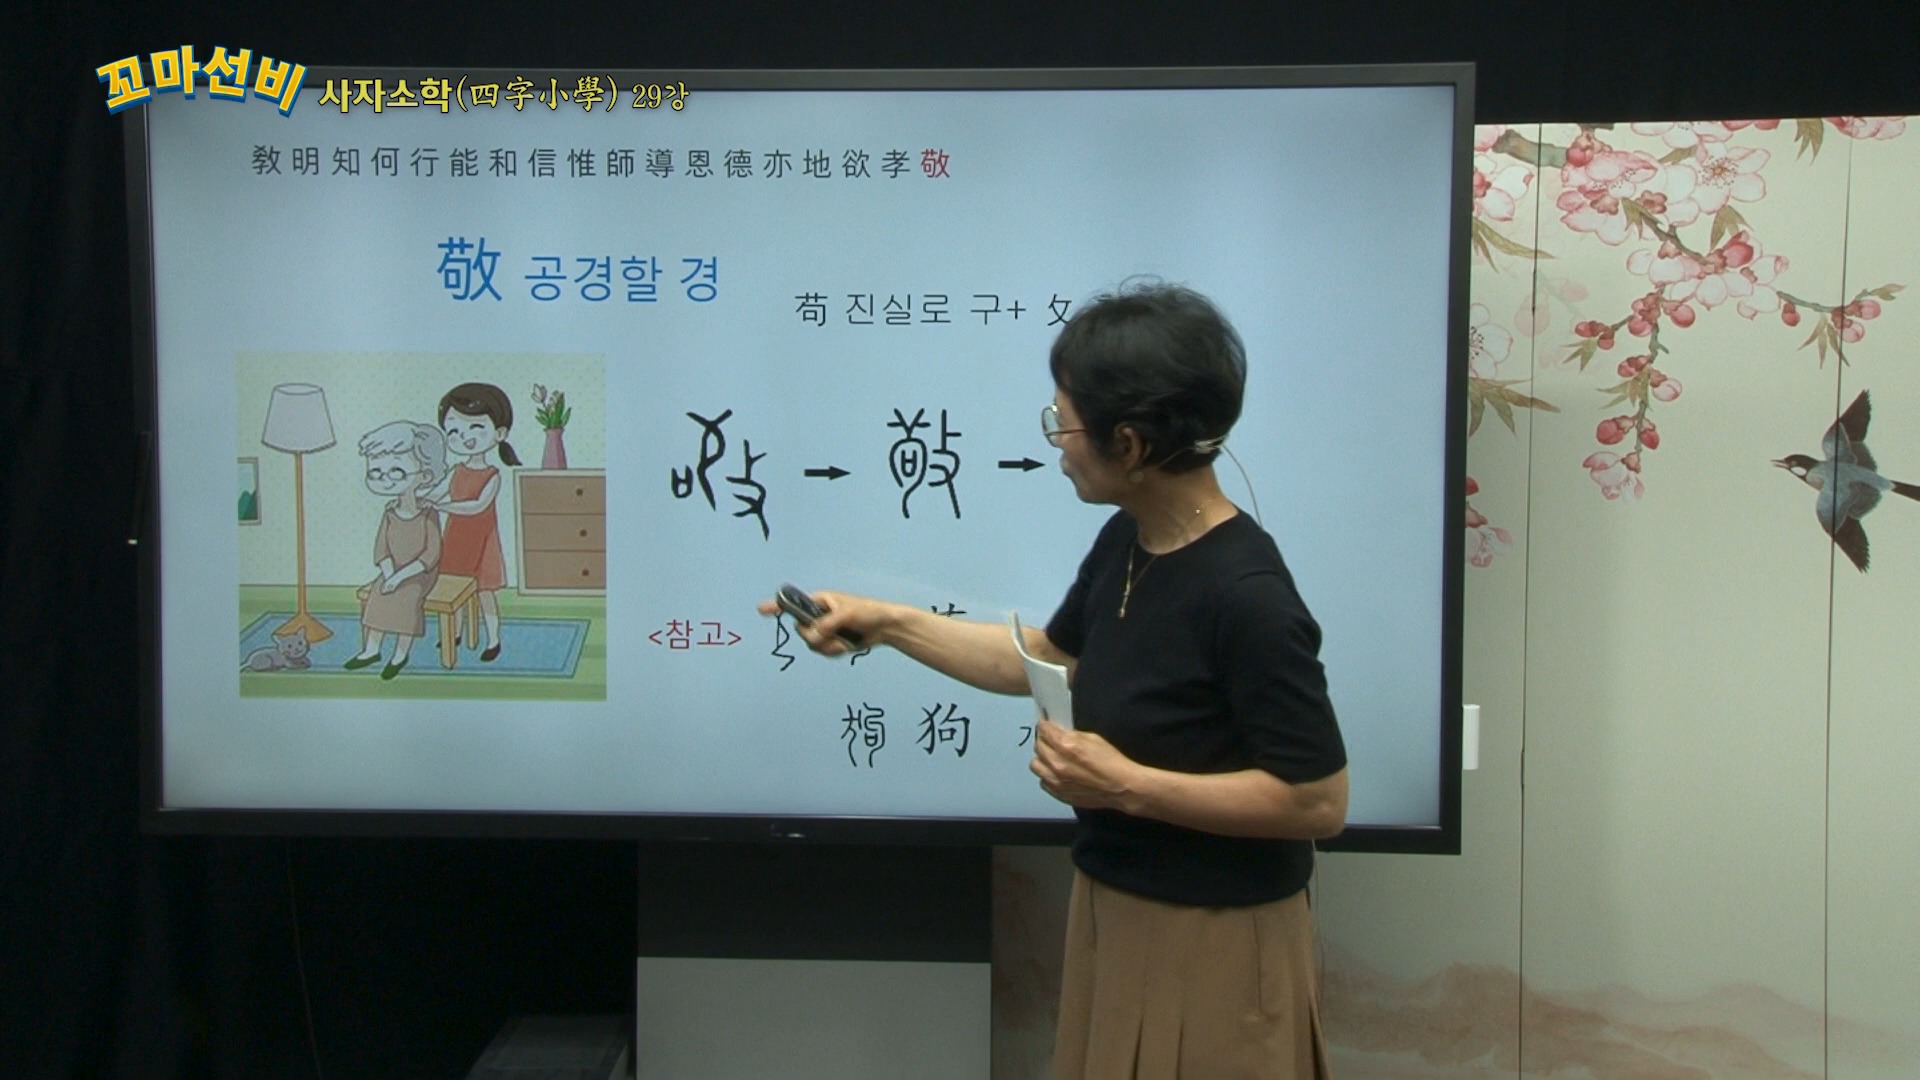 꼬마선비 사자소학(四字小學) 29강
敎明知何行能和信惟師導恩德亦地欲孝敬
敬 공경할 경
苟 진실로 구+ 攵
<참고>
狗